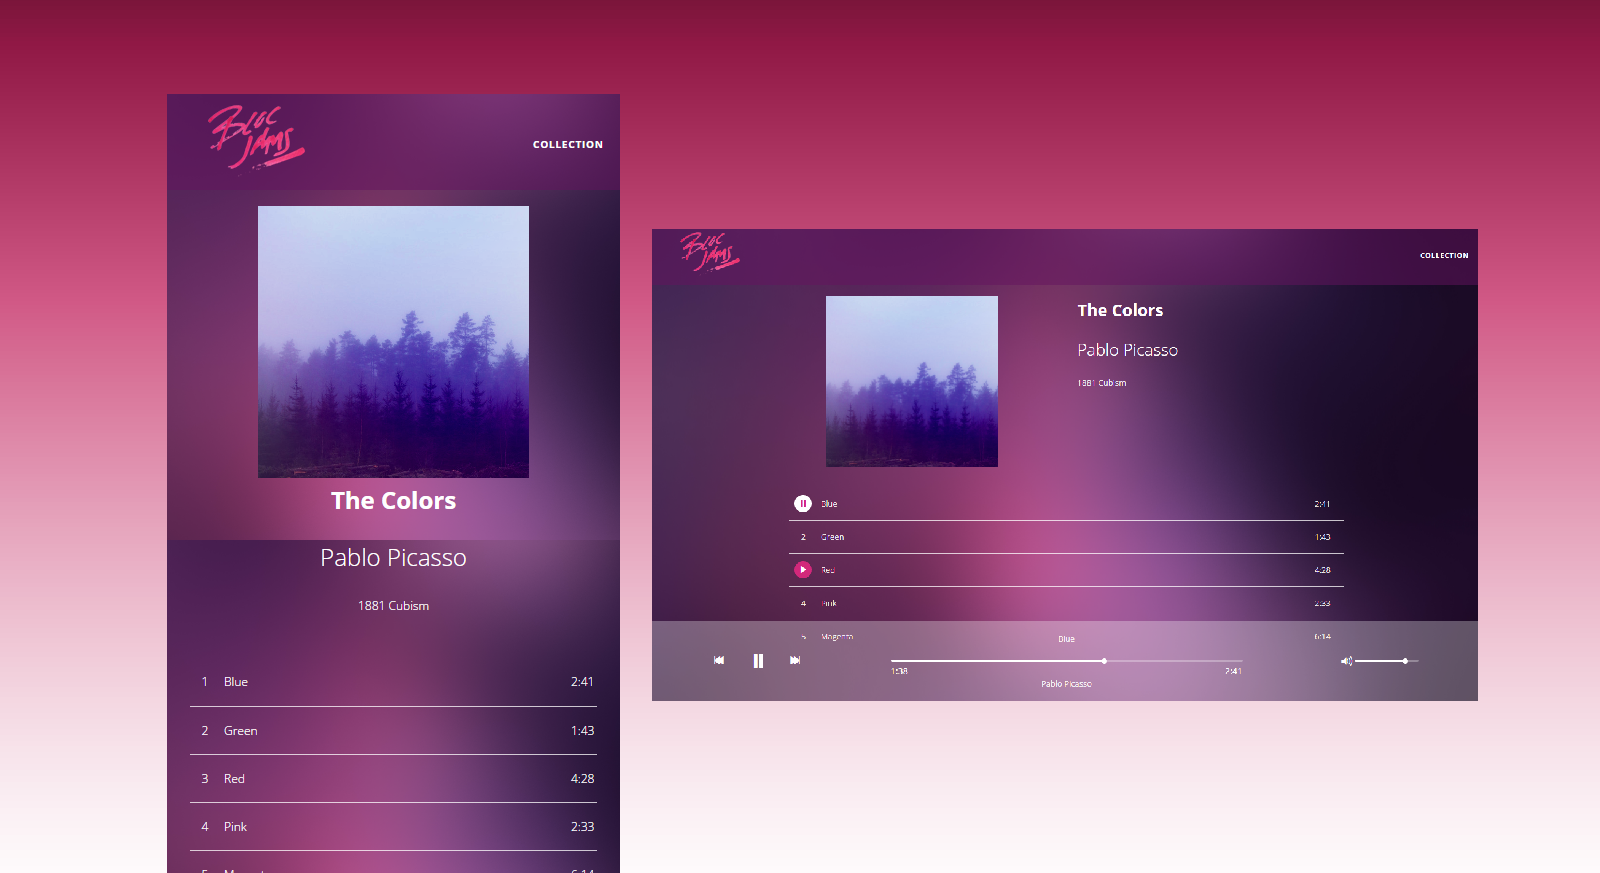 Bloc
Jams
COLLECTION
The Colors
Pablo Picasso
1881 Cubism
1 Blue 2:41
2 Green 1:43
3 Red 4:28
4 Pink 2:33
Bloc
Jams
COLLECTION
The Colors
Pablo Picasso
1881 Cubism
Blue 2:41
2 Green 1:43
Red 4:28
4 Pink 2:33
5 Magenta 6:14
Blue
1:38 2:41
Pablo Picasso